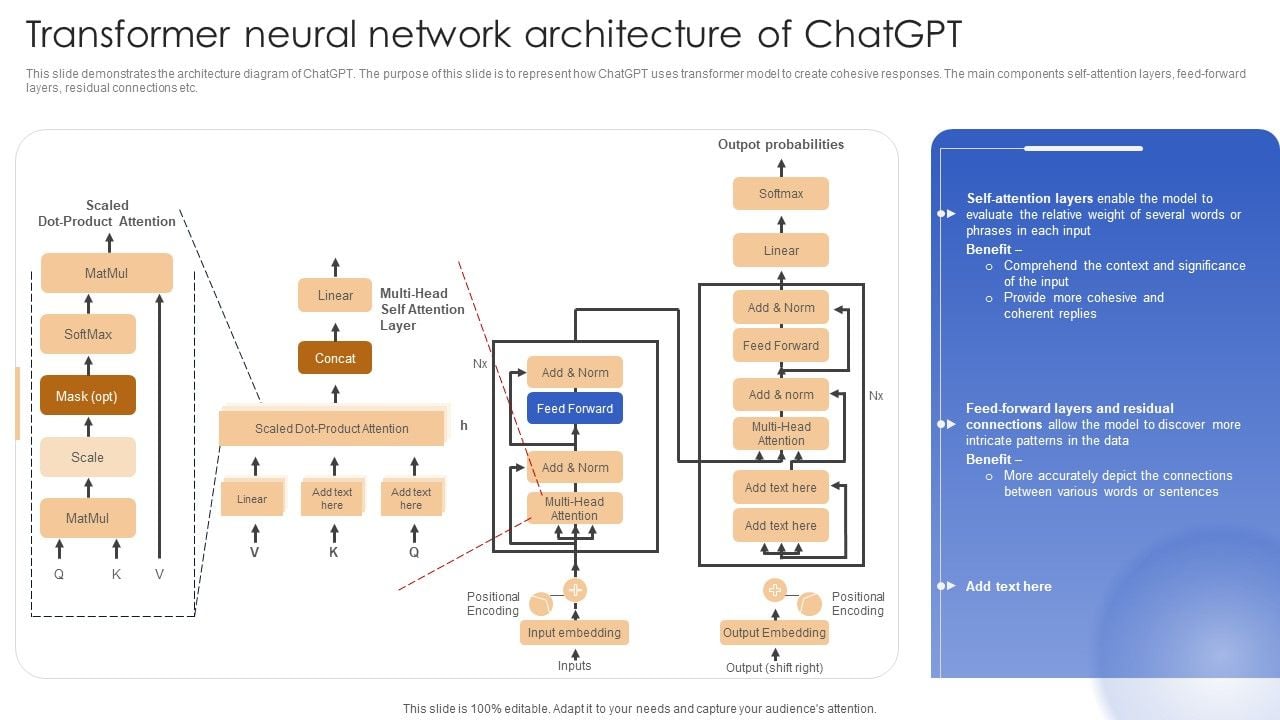 Transformer neural network architecture of ChatGPT
This slide demonstrates the architecture diagram of ChatGPT. The purpose of this slide is to represent how ChatGPT uses transformer model to create cohesive responses. The main components self-attention layers, feed-forward
layers, residual connections etc.
Scaled
Dot-Product Attention
MatMul
SoftMax
Mask (opt)
Scale
MatMul
Q
K
V
Linear
Multi-Head
Self Attention
Layer
Concat
Scaled Dot-Product Attention
h
Linear
Add text
here
Add text
here
V
K
Q
Nx
Add & Norm
Feed Forward
Add & Norm
Multi-Head
Attention
Positional
Encoding
Input embedding
Inputs
Outpot probabilities
Softmax
Linear
Add & Norm
Feed Forward
Add & norm
Nx
Multi-Head
Attention
Add text here
Add text here
Positional
Encoding
Output Embedding
Output (shift right)
Self-attention layers enable the model to
evaluate the relative weight of several words or
phrases in each input
Benefit –
o Comprehend the context and significance
of the input
o Provide more cohesive and
coherent replies
Feed-forward layers and residual
connections allow the model to discover more
intricate patterns in the data
Benefit –
o More accurately depict the connections
between various words or sentences
Add text here
This slide is 100% editable. Adapt it to your needs and capture your audience's attention.